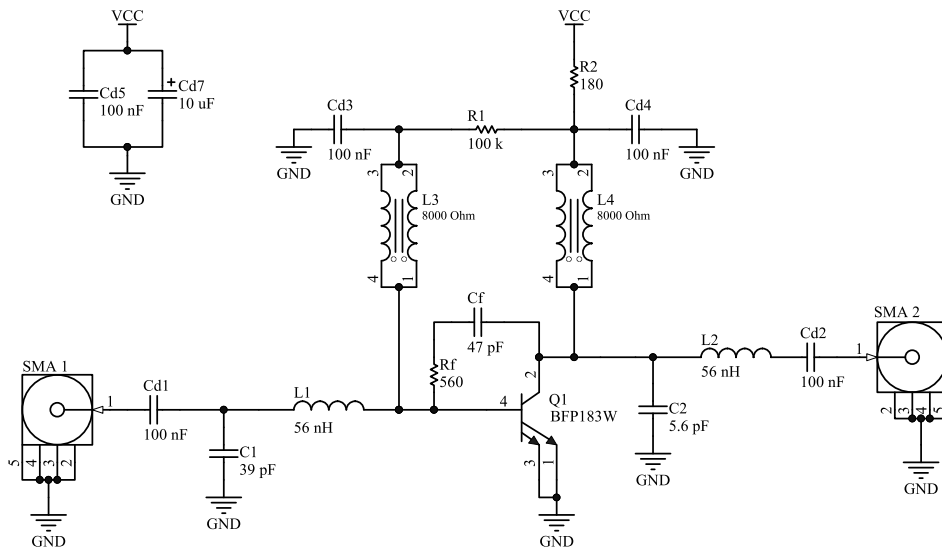 VCC
VCC
Cd5
100 nF
+
Cd7
10 uF
GND
R2
180
Cd3
100 nF
GND
R1
100 k
Cd4
100 nF
GND
3
2
L3
8000 Ohm
4
1
3
2
L4
8000 Ohm
4
1
Cf
47 pF
Rf
560
SMA 1
1
5
4
3
2
GND
Cd1
100 nF
C1
39 pF
GND
L1
56 nH
4
2
Q1
BFP183W
3
1
GND
C2
5.6 pF
GND
L2
56 nH
Cd2
100 nF
SMA 2
1
2
3
4
5
GND